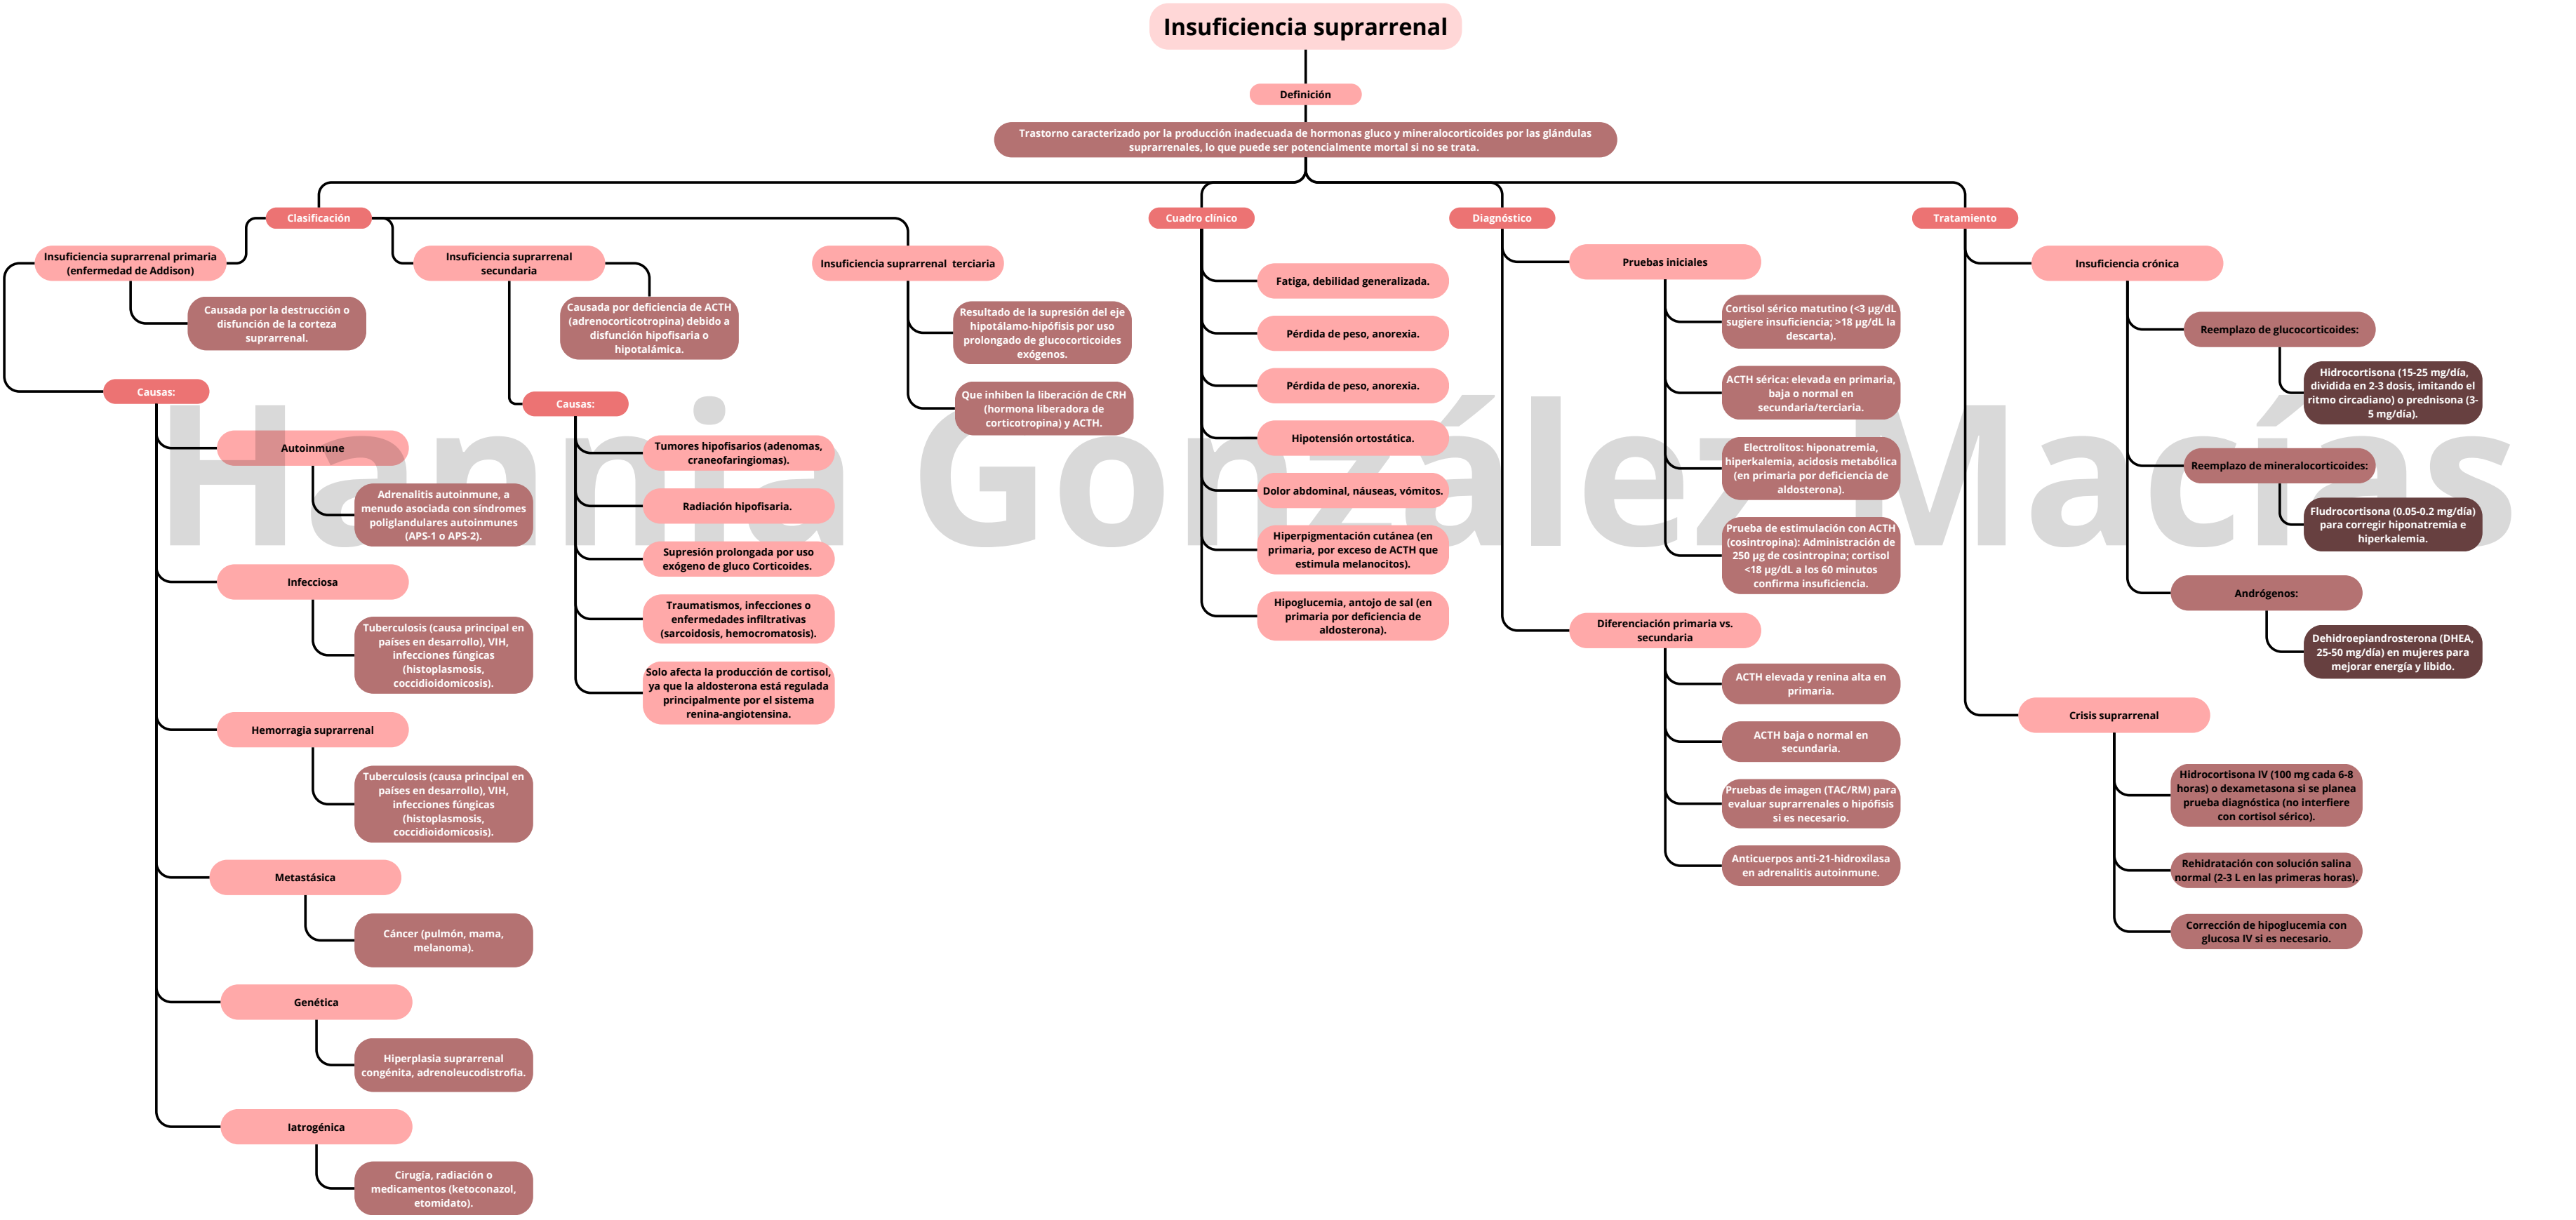 Insuficiencia suprarrenal
Definición
Trastorno caracterizado por la producción inadecuada de hormonas gluco y mineralocorticoides por las glándulas
suprarrenales, lo que puede ser potencialmente mortal si no se trata.
Clasificación
Insuficiencia suprarrenal primaria
(enfermedad de Addison)
Causada por la destrucción o
disfunción de la corteza
suprarrenal.
Causas:
Autoinmune
Adrenalitis autoinmune, a
menudo asociada con síndromes
poliglandulares autoinmunes
(APS-1 o APS-2).
Infecciosa
Tuberculosis (causa principal en
países en desarrollo), VIH,
infecciones fúngicas
(histoplasmosis,
coccidioidomicosis).
Hemorragia suprarrenal
Tuberculosis (causa principal en
países en desarrollo), VIH,
infecciones fúngicas
(histoplasmosis,
coccidioidomicosis).
Metastásica
Cáncer (pulmón, mama,
melanoma).
Genética
Hiperplasia suprarrenal
congénita, adrenoleucodistrofia.
Iatrogénica
Cirugía, radiación o
medicamentos (ketoconazol,
etomidato).
Insuficiencia suprarrenal
secundaria
Causada por deficiencia de ACTH
(adrenocorticotropina) debido a
disfunción hipofisaria o
hipotalámica.
Causas:
Tumores hipofisarios (adenomas,
craneofaringiomas).
Radiación hipofisaria.
Supresión prolongada por uso
exógeno de gluco Corticoides.
Traumatismos, infecciones o
enfermedades infiltrativas
(sarcoidosis, hemocromatosis).
Solo afecta la producción de cortisol,
ya que la aldosterona está regulada
principalmente por el sistema
renina-angiotensina.
Insuficiencia suprarrenal terciaria
Resultado de la supresión del eje
hipotálamo-hipófisis por uso
prolongado de glucocorticoides
exógenos.
Que inhiben la liberación de CRH
(hormona liberadora de
corticotropina) y ACTH.
Cuadro clínico
Fatiga, debilidad generalizada.
Pérdida de peso, anorexia.
Pérdida de peso, anorexia.
Hipotensión ortostática.
Dolor abdominal, náuseas, vómitos.
Hiperpigmentación cutánea (en
primaria, por exceso de ACTH que
estimula melanocitos).
Hipoglucemia, antojo de sal (en
primaria por deficiencia de
aldosterona).
Diagnóstico
Pruebas iniciales
Cortisol sérico matutino (<3 µg/dL
sugiere insuficiencia; >18 µg/dL la
descarta).
ACTH sérica: elevada en primaria,
baja o normal en
secundaria/terciaria.
Electrolitos: hiponatremia,
hiperkalemia, acidosis metabólica
(en primaria por deficiencia de
aldosterona).
Prueba de estimulación con ACTH
(cosintropina): Administración de
250 µg de cosintropina; cortisol
<18 µg/dL a los 60 minutos
confirma insuficiencia.
Diferenciación primaria vs.
secundaria
ACTH elevada y renina alta en
primaria.
ACTH baja o normal en
secundaria.
Pruebas de imagen (TAC/RM) para
evaluar suprarrenales o hipófisis
si es necesario.
Anticuerpos anti-21-hidroxilasa
en adrenalitis autoinmune.
Tratamiento
Insuficiencia crónica
Reemplazo de glucocorticoides:
Hidrocortisona (15-25 mg/día,
dividida en 2-3 dosis, imitando el
ritmo circadiano) o prednisona (3-
5 mg/día).
Reemplazo de mineralocorticoides:
Fludrocortisona (0.05-0.2 mg/día)
para corregir hiponatremia e
hiperkalemia.
Andrógenos:
Dehidroepiandrosterona (DHEA,
25-50 mg/día) en mujeres para
mejorar energía y libido.
Crisis suprarrenal
Hidrocortisona IV (100 mg cada 6-8
horas) o dexametasona si se planea
prueba diagnóstica (no interfiere
con cortisol sérico).
Rehidratación con solución salina
normal (2-3 L en las primeras horas).
Corrección de hipoglucemia con
glucosa IV si es necesario.
Hannia González Macías